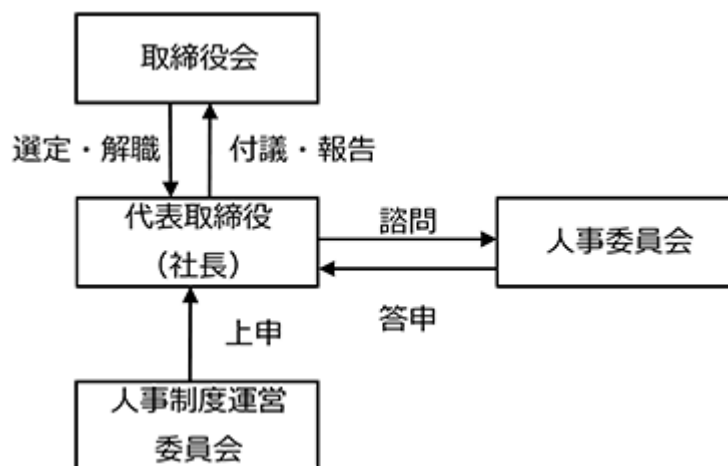 取締役会
選定・解職
付議・報告
代表取締役
（社長）
諮問
人事委員会
答申
上申
人事制度運営
委員会